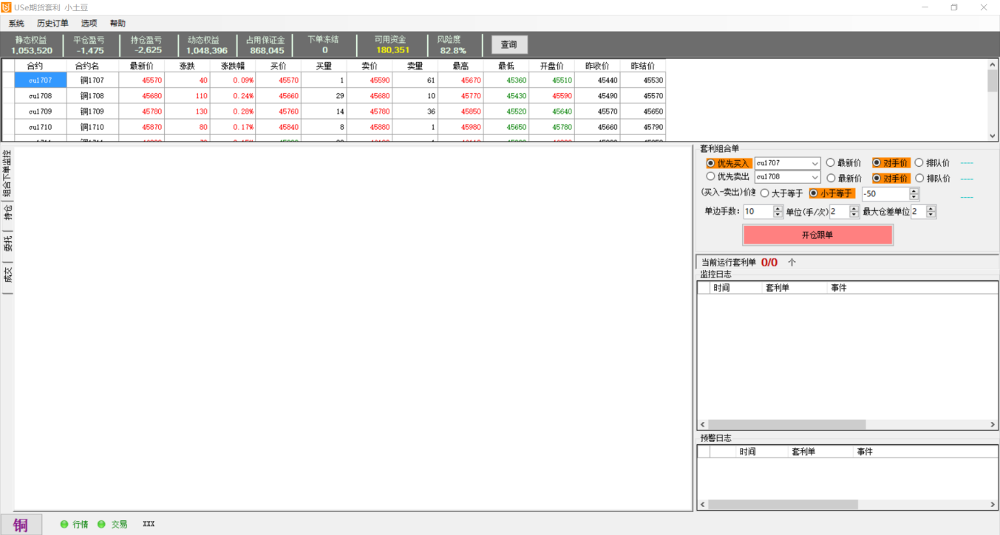 USe期货套利 小土豆
系统 历史订单 选项 帮助
静态权益 平仓盈亏 持仓盈亏 动态权益 占用保证金 下单冻结 可用资金 风险度 查询
1,053,520 -1,475 -2,625 1,048,396 868,045 0 180,351 82.8%
合约 合约名 最新价 涨跌 涨跌幅 买价 买量 卖价 卖量 最高 最低 开盘价 昨收价 昨结价
cu1707 铜1707 45570 40 0.09% 45570 1 45590 61 45670 45360 45510 45440 45530
cu1708 铜1708 45680 110 0.24% 45660 29 45680 10 45770 45430 45590 45490 45570
cu1709 铜1709 45780 130 0.28% 45760 14 45780 36 45850 45520 45640 45570 45650
cu1710 铜1710 45870 80 0.17% 45840 8 45880 1 45980 45650 45780 45660 45790
组合下单监控
持仓
委托
成交
套利组合单
优先买入 cu1707 最新价 对手价 排队价 ----
优先卖出 cu1708 最新价 对手价 排队价 ----
(买入-卖出)价差 大于等于 小于等于 -50 ----
单边手数: 10 单位(手/次) 2 最大仓差单位 2
开仓跟单
当前运行套利单 0/0 个
监控日志
时间 套利单 事件
预警日志
时间 套利单 事件
铜 行情 交易 XXX